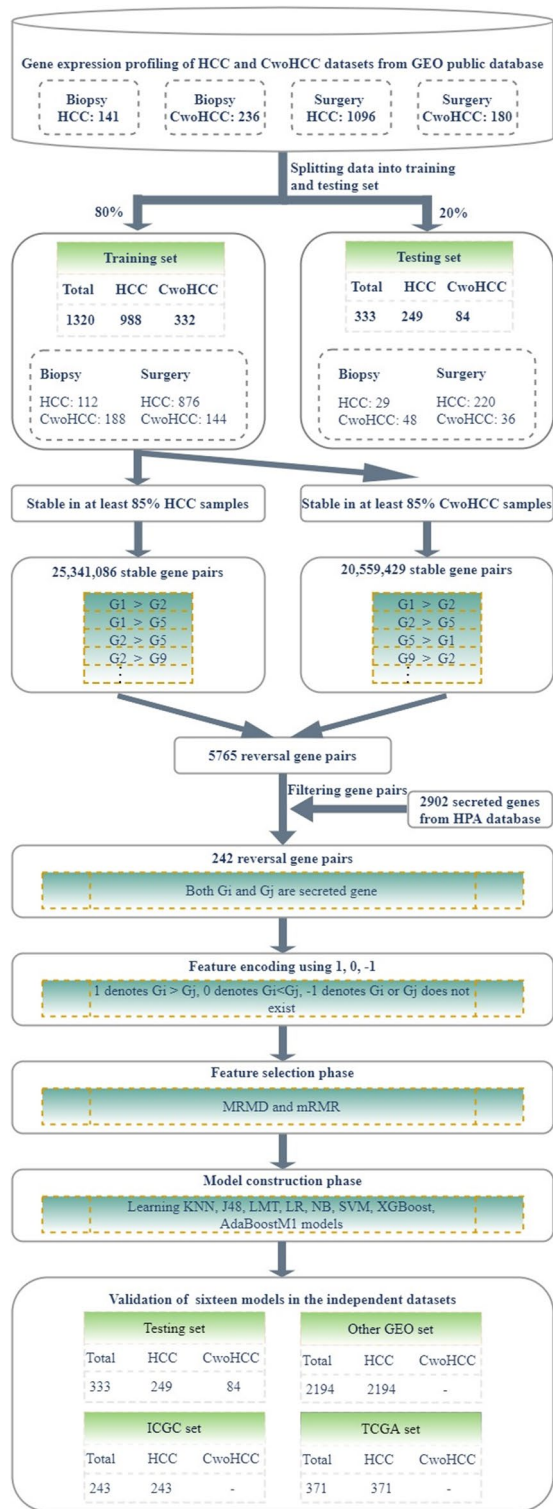 Gene expression profiling of HCC and CwoHCC datasets from GEO public database
Biopsy
HCC: 141
Biopsy
CwoHCC: 236
Surgery
HCC: 1096
Surgery
CwoHCC: 180
Splitting data into training
and testing set
80%
20%
Training set
Total HCC CwoHCC
1320 988 332
Biopsy
HCC: 112
CwoHCC: 188
Surgery
HCC: 876
CwoHCC: 144
Testing set
Total HCC CwoHCC
333 249 84
Biopsy
HCC: 29
CwoHCC: 48
Surgery
HCC: 220
CwoHCC: 36
Stable in at least 85% HCC samples
Stable in at least 85% CwoHCC samples
25,341,086 stable gene pairs
G1 > G2
G1 > G5
G2 > G5
G2 > G9
⋮
20,559,429 stable gene pairs
G1 > G2
G2 > G5
G5 > G1
G9 > G2
⋮
5765 reversal gene pairs
Filtering gene pairs
2902 secreted genes
from HPA database
242 reversal gene pairs
Both Gi and Gj are secreted gene
Feature encoding using 1, 0, -1
1 denotes Gi > Gj, 0 denotes Gi<Gj, -1 denotes Gi or Gj does not
exist
Feature selection phase
MRMD and mRMR
Model construction phase
Learning KNN, J48, LMT, LR, NB, SVM, XGBoost,
AdaBoostM1 models
Validation of sixteen models in the independent datasets
Testing set
Total HCC CwoHCC
333 249 84
Other GEO set
Total HCC CwoHCC
2194 2194 -
ICGC set
Total HCC CwoHCC
243 243 -
TCGA set
Total HCC CwoHCC
371 371 -